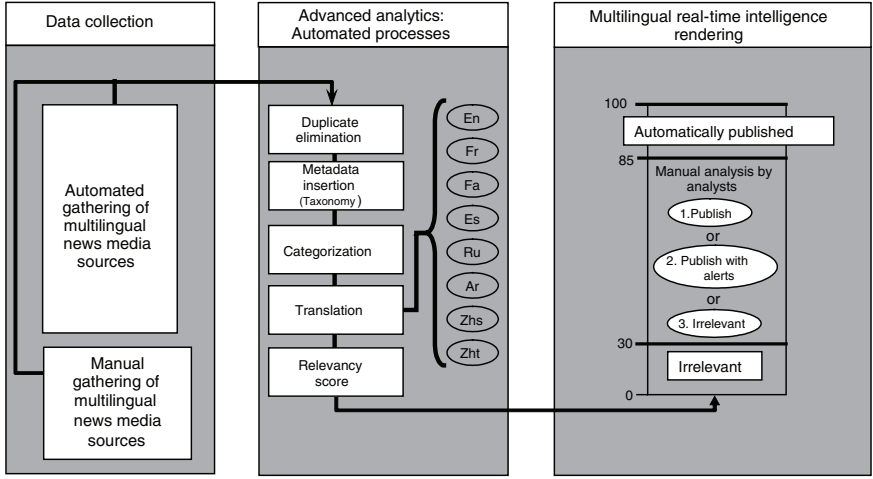 Data collection
Automated
gathering of
multilingual
news media
sources
Manual
gathering of
multilingual
news media
sources
Advanced analytics:
Automated processes
Duplicate
elimination
Metadata
insertion
(Taxonomy )
Categorization
Translation
Relevancy
score
En
Fr
Fa
Es
Ru
Ar
Zhs
Zht
Multilingual real-time intelligence
rendering
100
Automatically published
85
Manual analysis by
analysts
1.Publish
or
2. Publish with
alerts
or
3. Irrelevant
30
Irrelevant
0